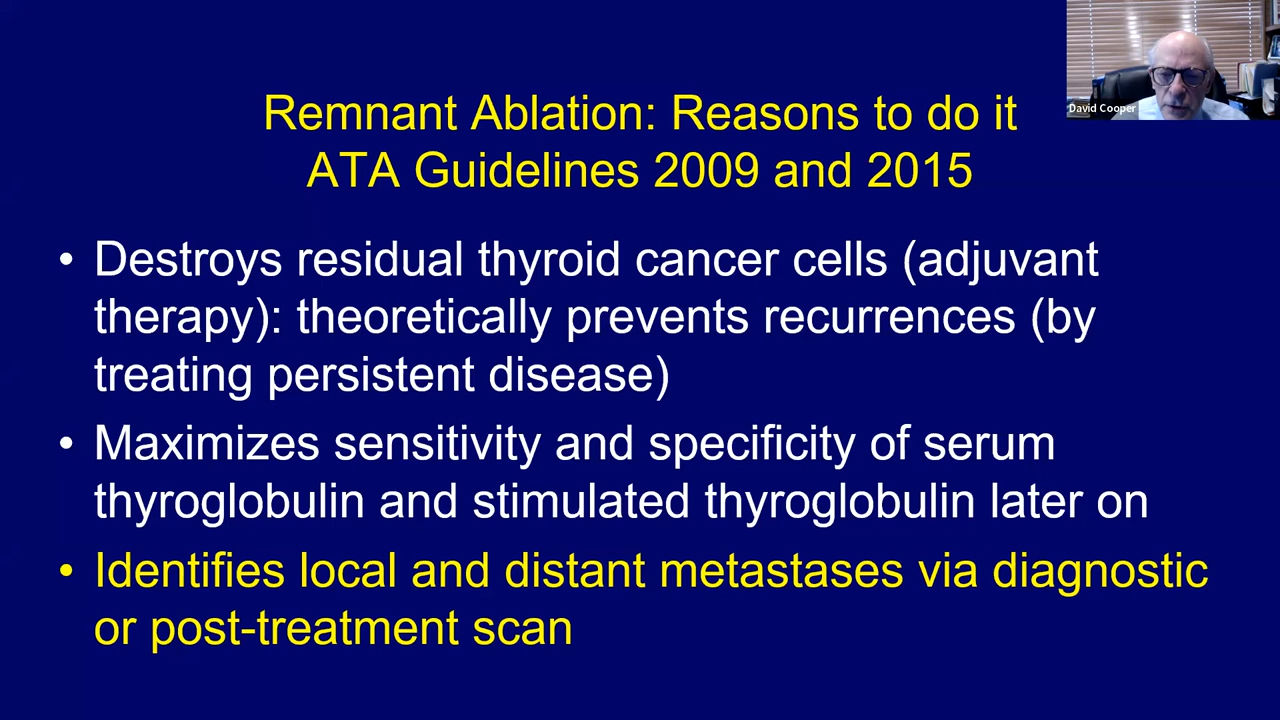 David Cooper
Remnant Ablation: Reasons to do it
ATA Guidelines 2009 and 2015
• Destroys residual thyroid cancer cells (adjuvant
therapy): theoretically prevents recurrences (by
treating persistent disease)
• Maximizes sensitivity and specificity of serum
thyroglobulin and stimulated thyroglobulin later on
• Identifies local and distant metastases via diagnostic
or post-treatment scan